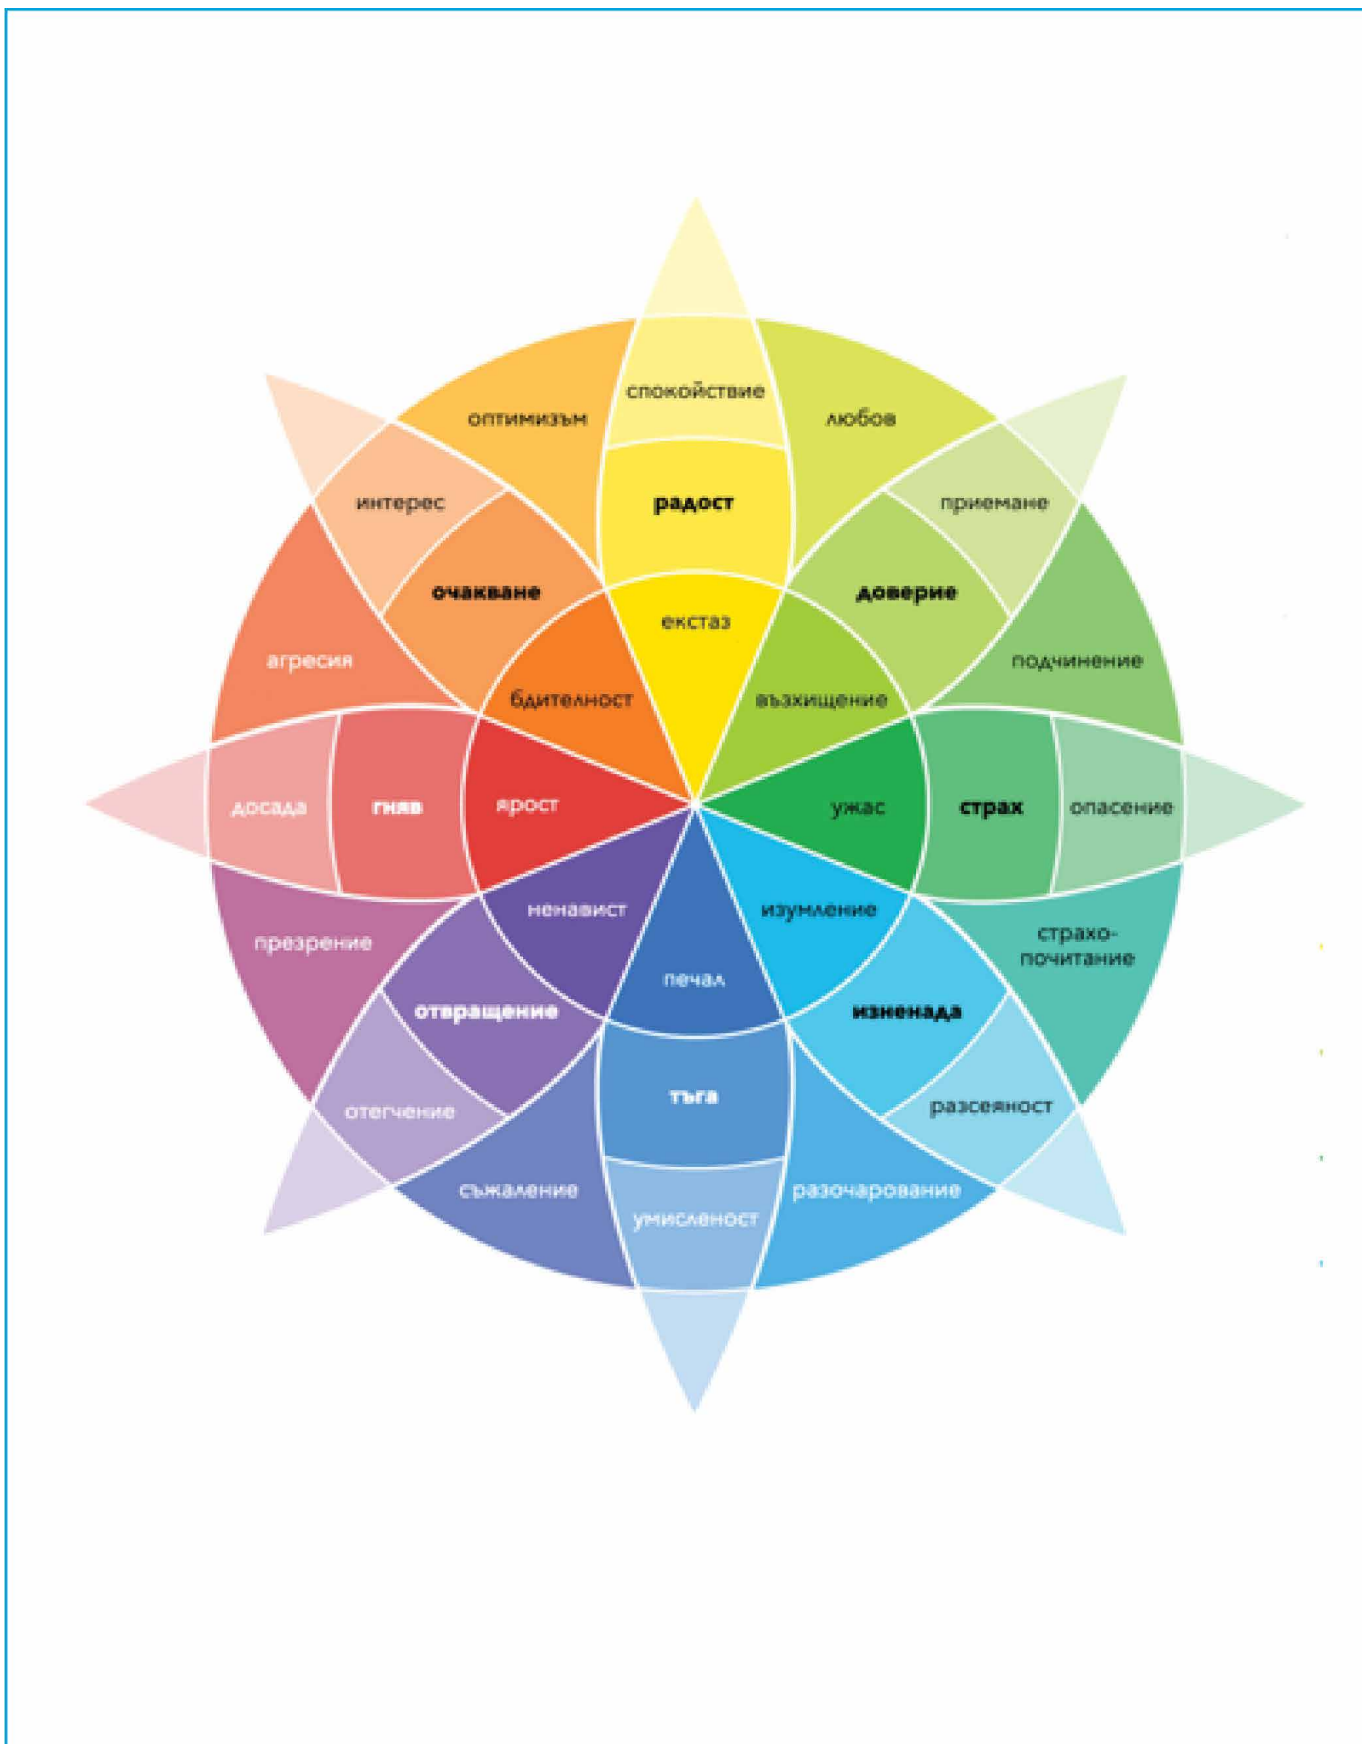 спокойствие
оптимизъм
любов
интерес
радост
приемане
очакване
доверие
екстаз
агресия
подчинение
бдителност
възхищение
досада
гняв
ярост
ужас
страх
опасение
ненавист
изумление
презрение
страхо-
почитание
печал
отвращение
изненада
тъга
отегчение
разсеяност
съжаление
разочарование
умисленост